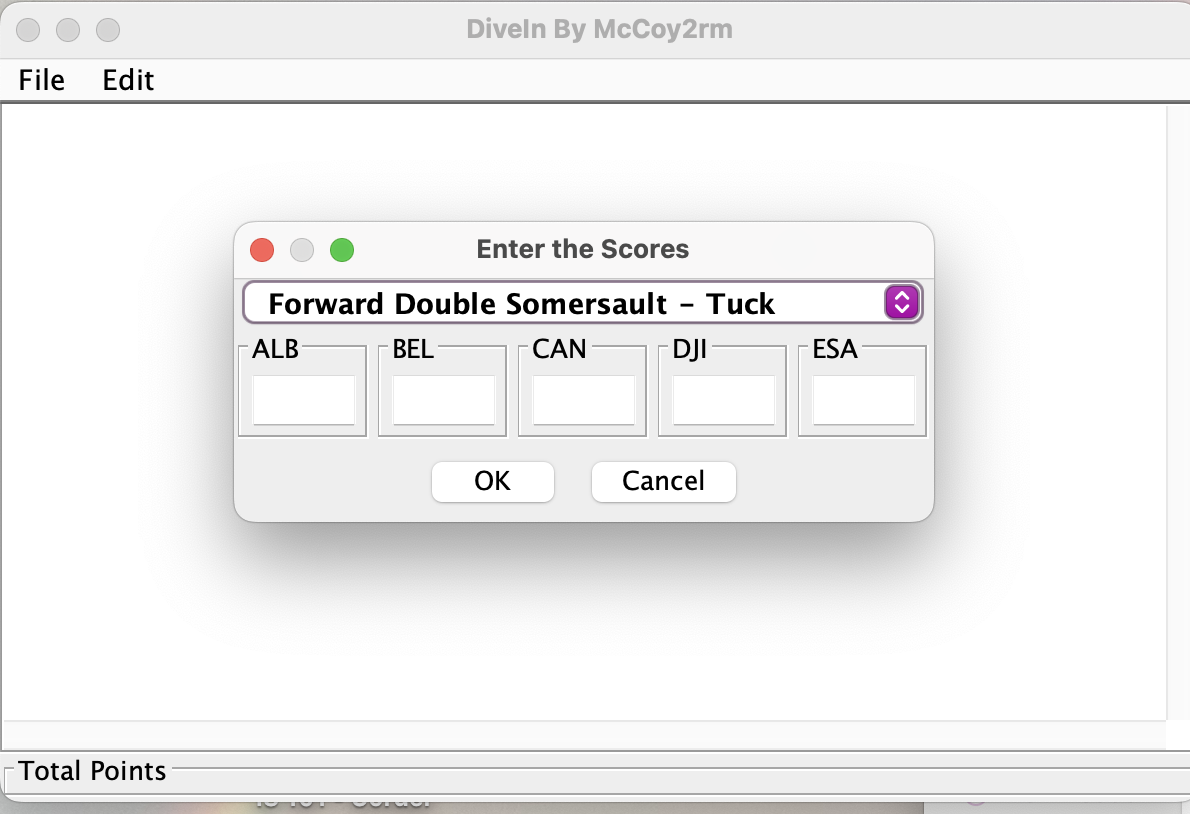 DiveIn By McCoy2rm
File Edit
Enter the Scores
Forward Double Somersault - Tuck
ALB BEL CAN DJI ESA
OK Cancel
Total Points